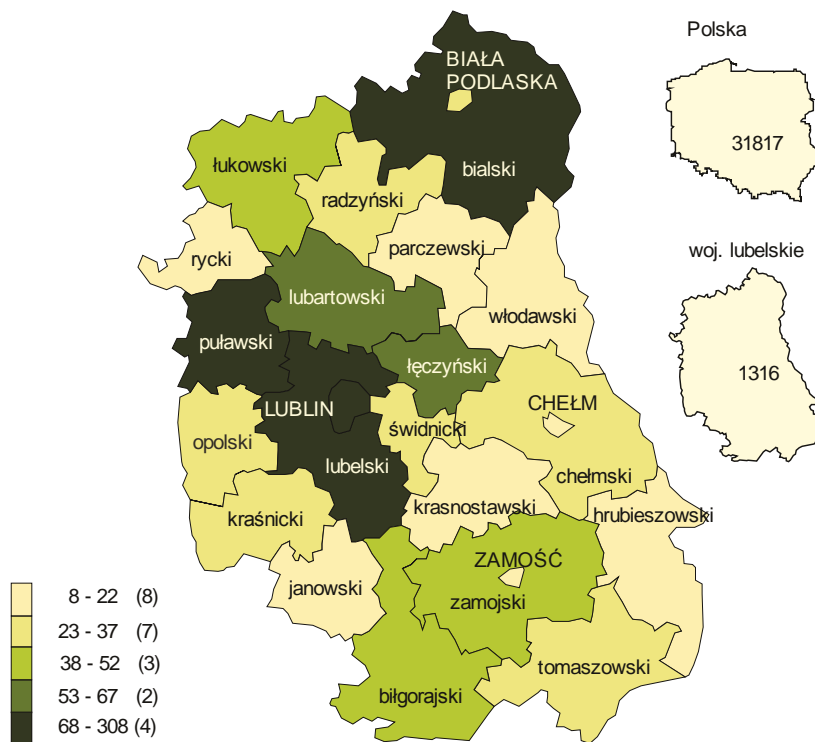 Polska
31817
BIAŁA
PODLASKA
bialski
łukowski
radzyński
parczewski
rycki
woj. lubelskie
1316
lubartowski
włodawski
puławski
łęczyński
LUBLIN
CHEŁM
świdnicki
opolski
lubelski
chełmski
krasnostawski
hrubieszowski
kraśnicki
ZAMOŚĆ
janowski
zamojski
tomaszowski
biłgorajski
8 - 22 (8)
23 - 37 (7)
38 - 52 (3)
53 - 67 (2)
68 - 308 (4)